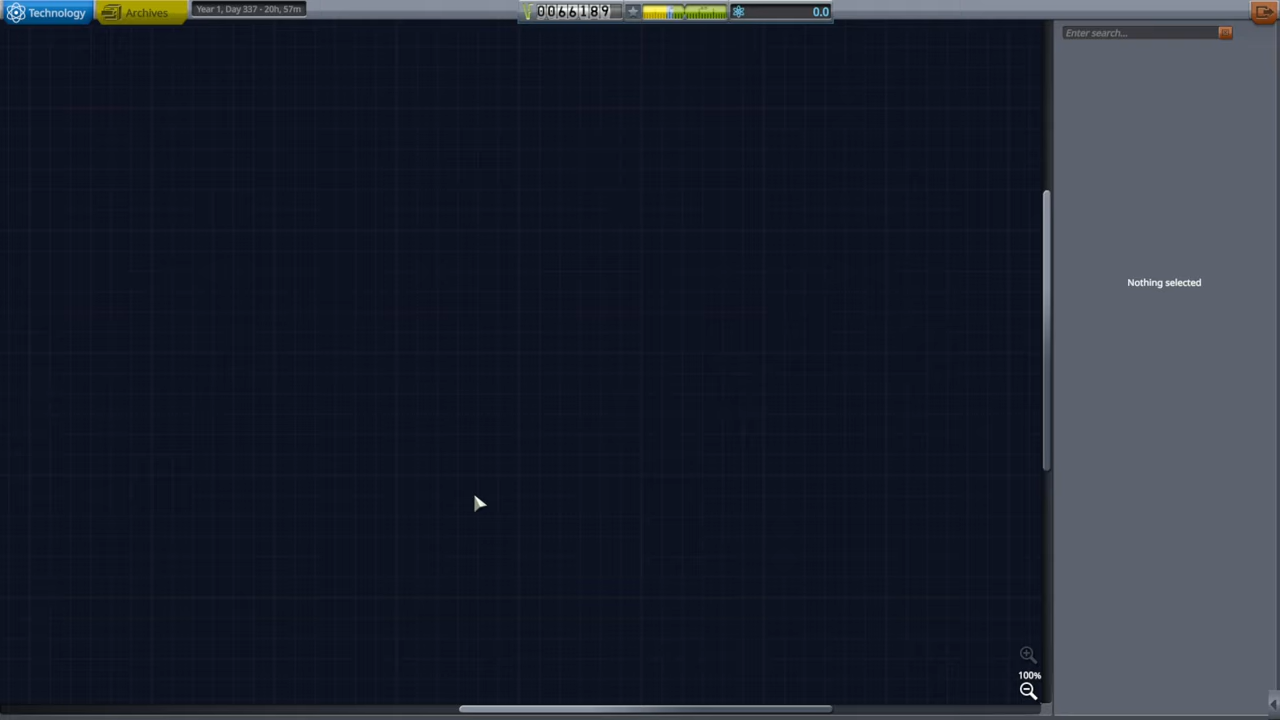 Technology
Archives
Year 1, Day 337 - 20h, 57m
0066189
0.0
Enter search...
Nothing selected
100%